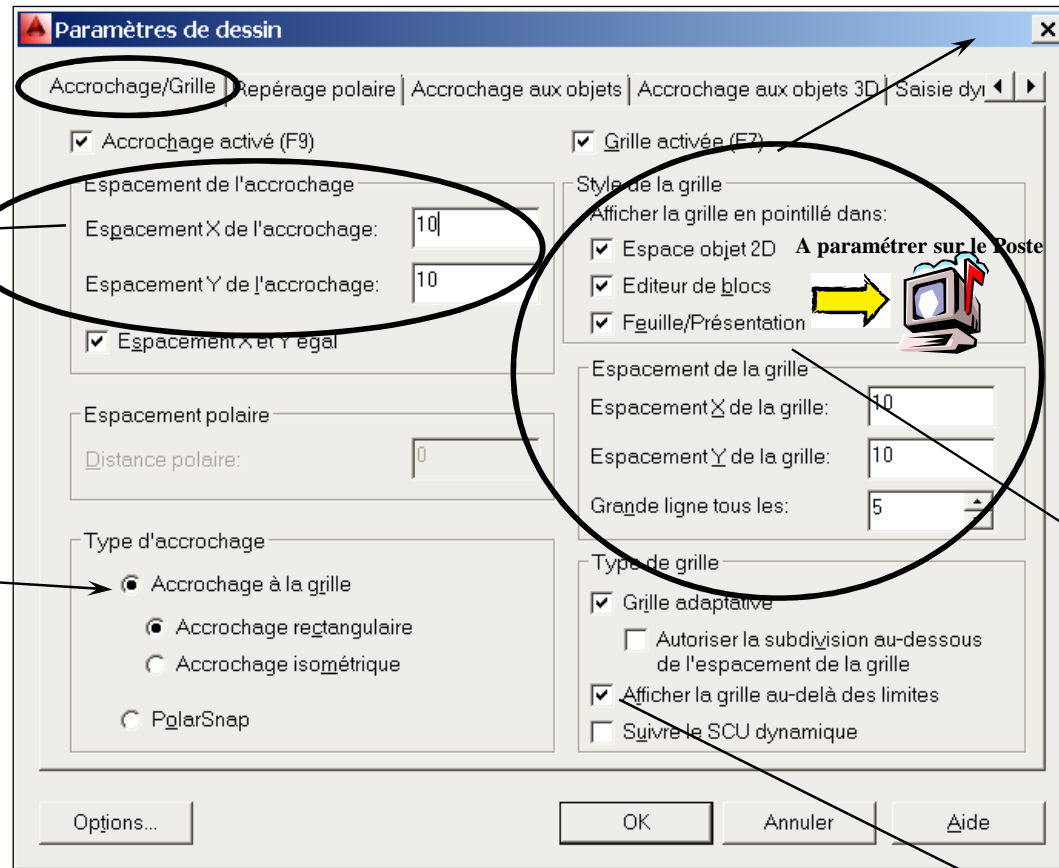 Paramètres de dessin
Accrochage/Grille Repérage polaire Accrochage aux objets Accrochage aux objets 3D Saisie dyi
Accrochage activé (F9)
Espacement de l'accrochage
Espacement X de l'accrochage: 10
Espacement Y de l'accrochage: 10
Espacement X et Y égal
Espacement polaire
Distance polaire: 0
Type d'accrochage
Accrochage à la grille
Accrochage rectangulaire
Accrochage isométrique
PolarSnap
Grille activée (F7)
Style de la grille
Afficher la grille en pointillé dans:
Espace objet 2D
A paramétrer sur le Poste
Editeur de blocs
Feuille/Présentation
Espacement de la grille
Espacement X de la grille: 10
Espacement Y de la grille: 10
Grande ligne tous les: 5
Type de grille
Grille adaptative
Autoriser la subdivision au-dessous
de l'espacement de la grille
Afficher la grille au-delà des limites
Suivre le SCU dynamique
Options... OK Annuler Aide